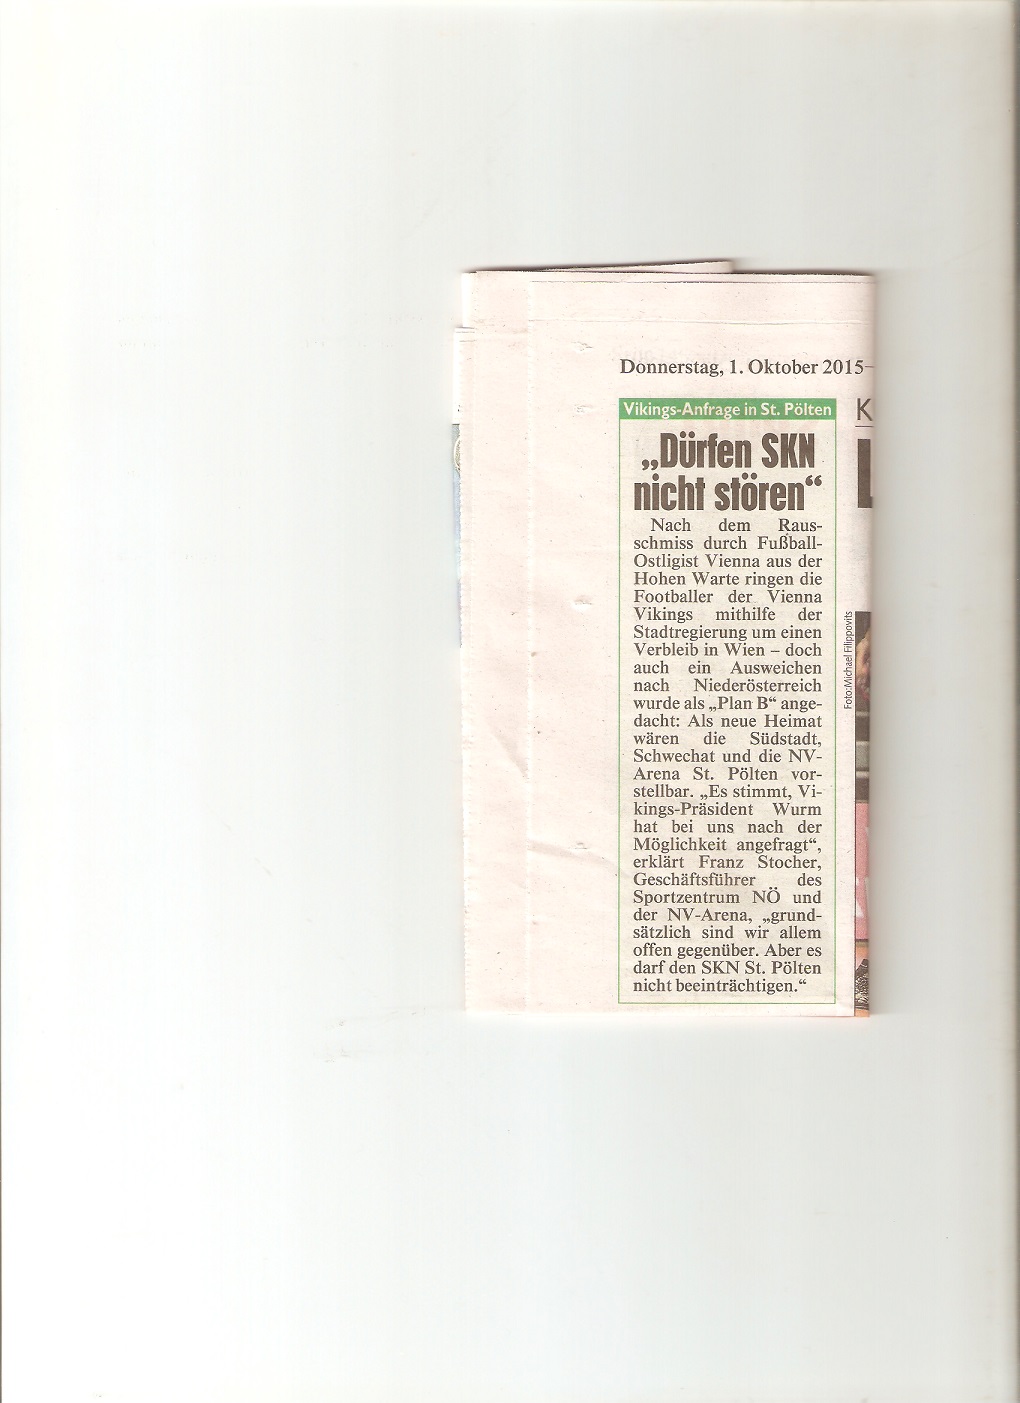 Donnerstag, 1. Oktober 2015
Vikings-Anfrage in St. Pölten
„Dürfen SKN
nicht stören“
Nach dem Raus-
schmiss durch Fußball-
Ostligist Vienna aus der
Hohen Warte ringen die
Footballer der Vienna
Vikings mithilfe der
Stadtregierung um einen
Verbleib in Wien – doch
auch ein Ausweichen
nach Niederösterreich
wurde als „Plan B“ ange-
dacht: Als neue Heimat
wären die Südstadt,
Schwechat und die NV-
Arena St. Pölten vor-
stellbar. „Es stimmt, Vi-
kings-Präsident Wurm
hat bei uns nach der
Möglichkeit angefragt“,
erklärt Franz Stocher,
Geschäftsführer des
Sportzentrum NÖ und
der NV-Arena, „grund-
sätzlich sind wir allem
offen gegenüber. Aber es
darf den SKN St. Pölten
nicht beeinträchtigen.“
K
Foto:Michael Filippovits